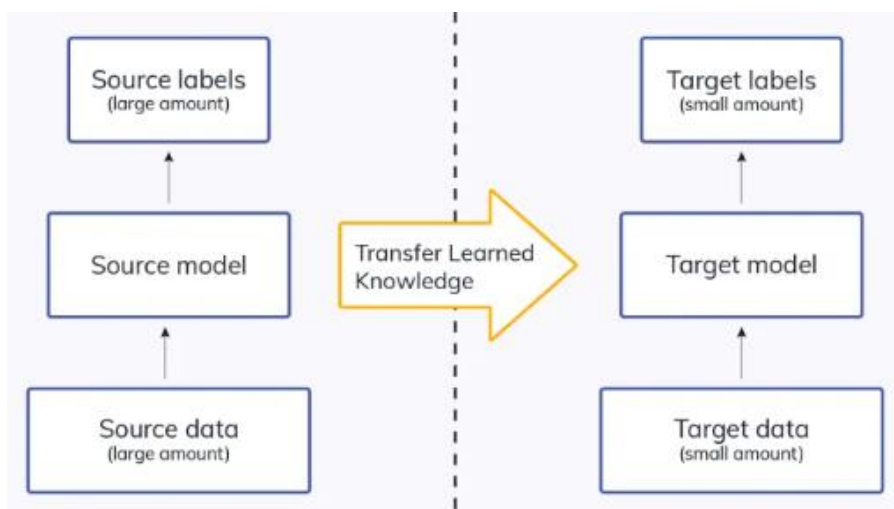 Source labels
(large amount)
Source model
Source data
(large amount)
Transfer Learned
Knowledge
Target labels
(small amount)
Target model
Target data
(small amount)